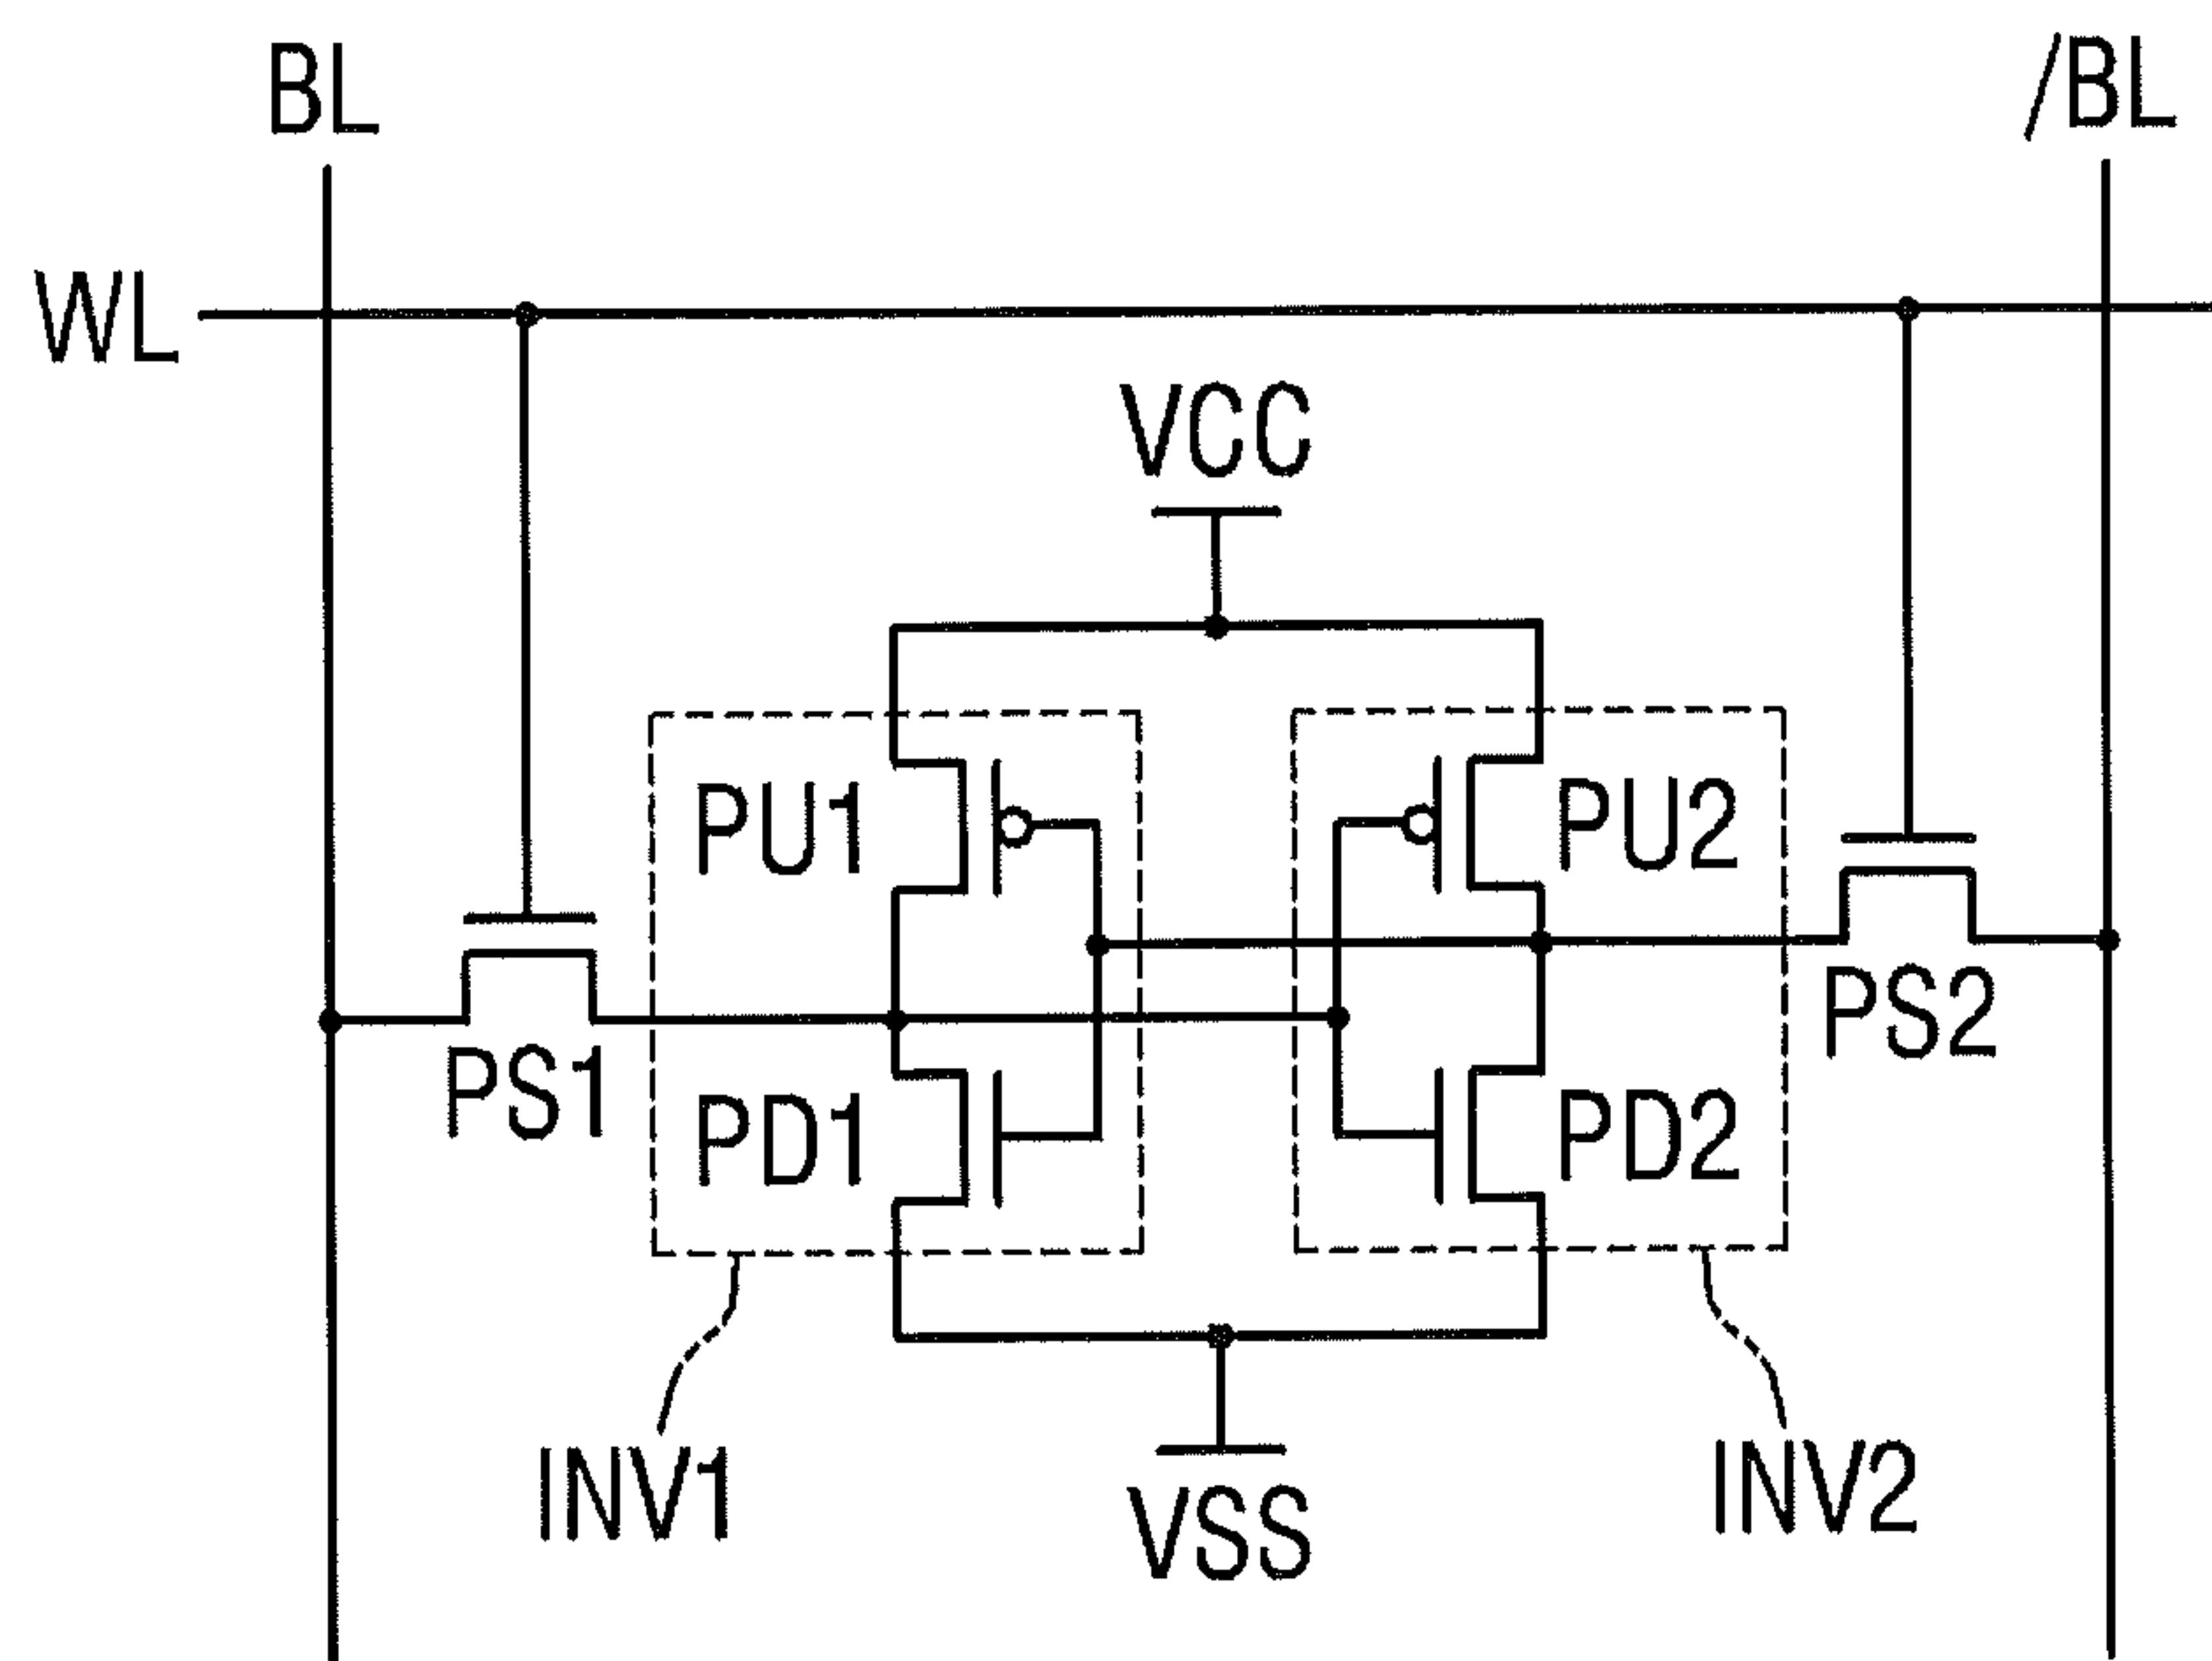 BL
/BL
WL
VCC
PU1
PU2
PS1
PS2
PD1
PD2
INV1
INV2
VSS